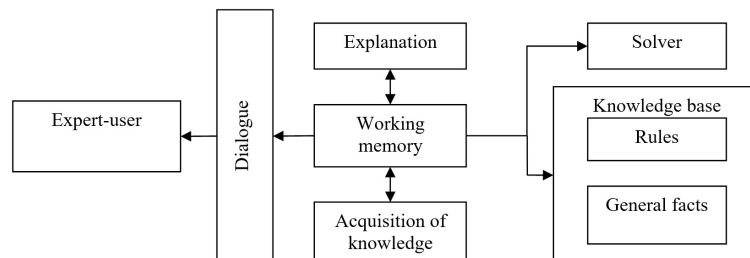 Explanation
Solver
Expert-user
Dialogue
Working
memory
Knowledge base
Rules
General facts
Acquisition of
knowledge